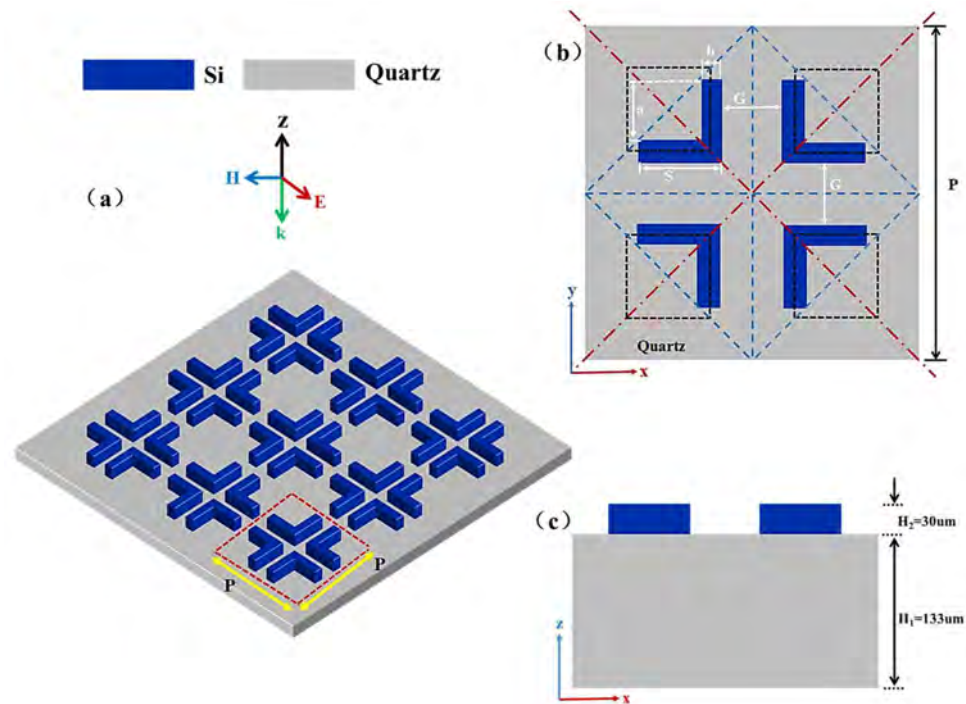 Si
Quartz
z
H
E
k
(a)
P
P
(b)
b
G
a
S
G
P
y
Quartz
x
(c)
H₂=30um
H₁=133um
z
x